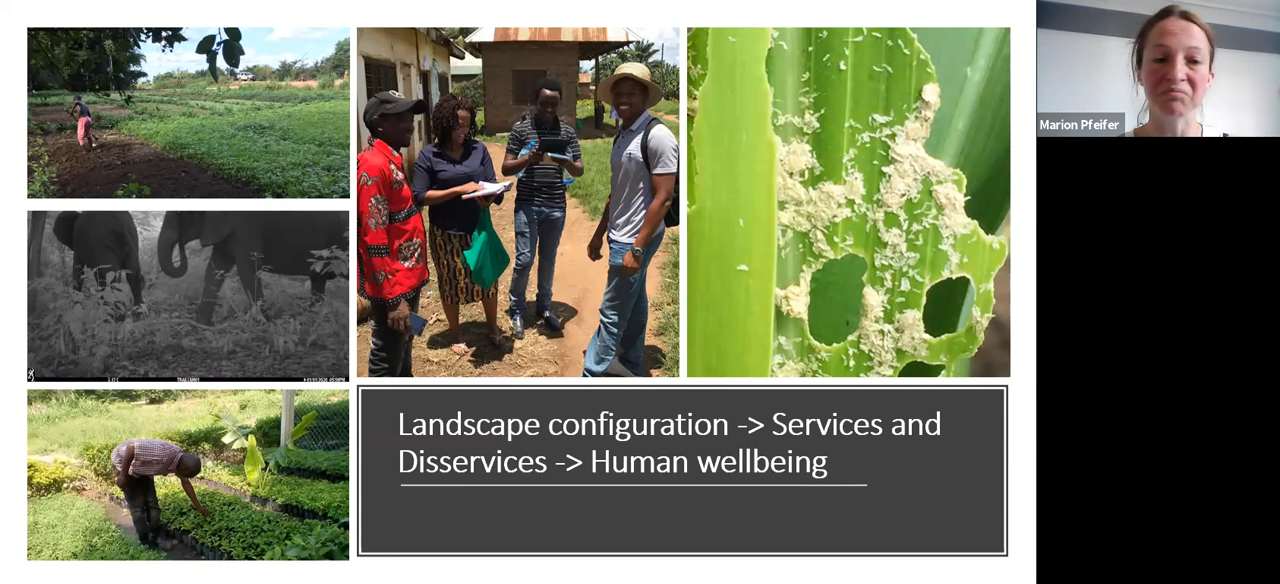 Marion Pfeifer
Landscape configuration -> Services and
Disservices -> Human wellbeing